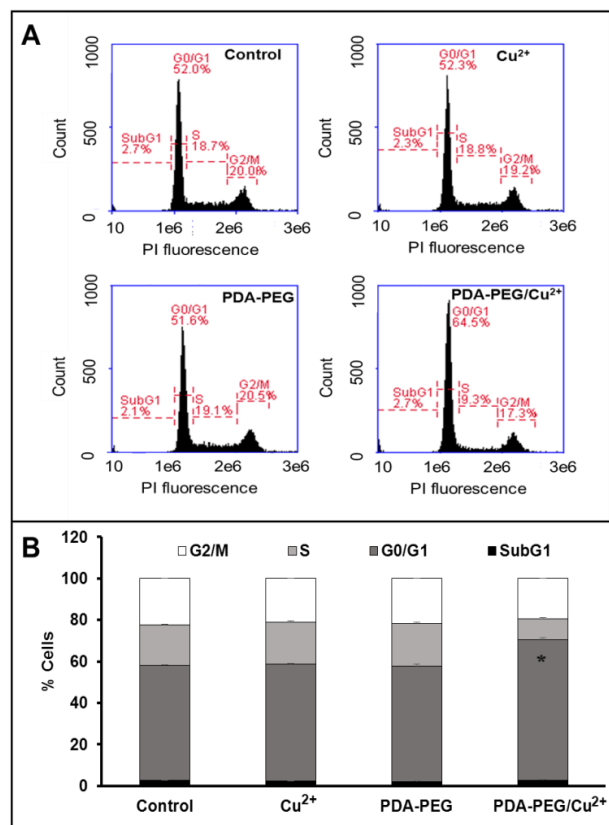 A
Control
G0/G1
52.0%
SubG1
2.7%
S
18.7%
G2/M
20.0%
1000
500
0
Count
10 1e6 2e6 3e6
PI fluorescence
Cu²⁺
G0/G1
52.3%
SubG1
2.3%
S
18.8%
G2/M
19.2%
1000
500
0
Count
10 1e6 2e6 3e6
PI fluorescence
PDA-PEG
G0/G1
51.6%
SubG1
2.1%
S
19.1%
G2/M
20.5%
1000
500
0
Count
10 1e6 2e6 3e6
PI fluorescence
PDA-PEG/Cu²⁺
G0/G1
64.5%
SubG1
2.7%
S
9.3%
G2/M
17.3%
1000
500
0
Count
10 1e6 2e6 3e6
PI fluorescence
B
G2/M S G0/G1 SubG1
120
100
80
60
40
20
0
% Cells
*
Control Cu²⁺ PDA-PEG PDA-PEG/Cu²⁺